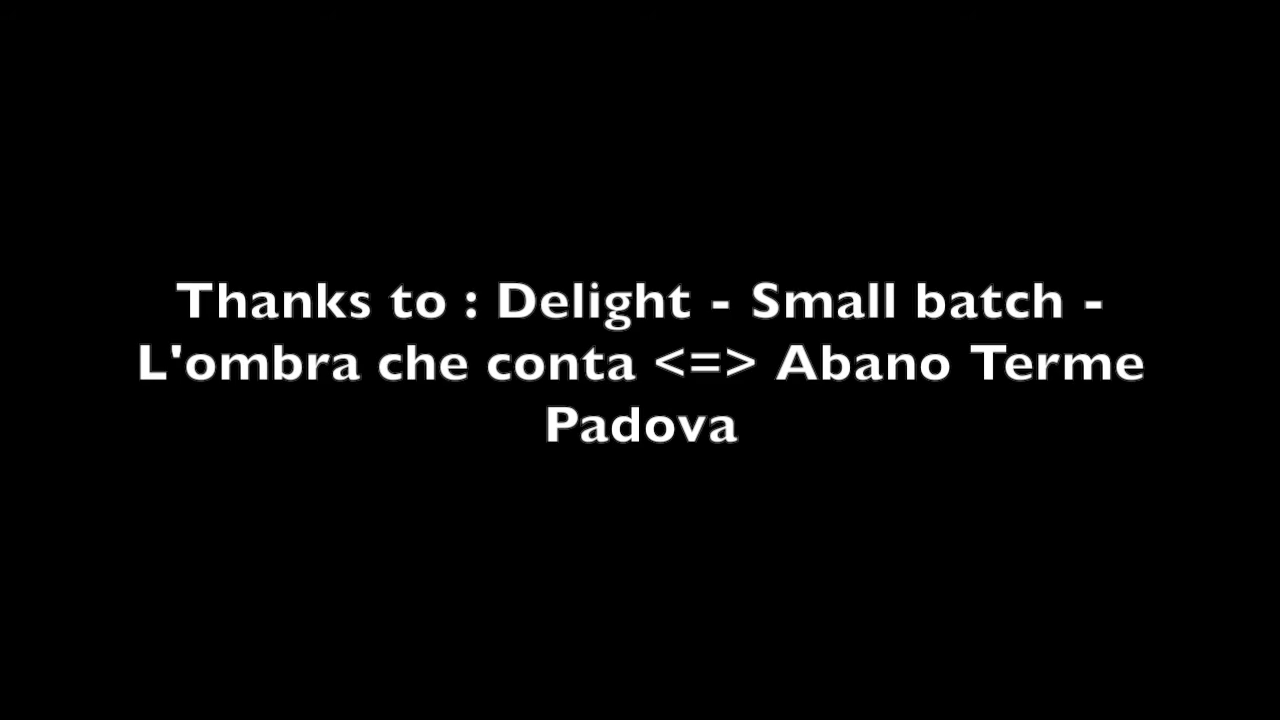 Thanks to : Delight - Small batch -
L'ombra che conta <=> Abano Terme
Padova